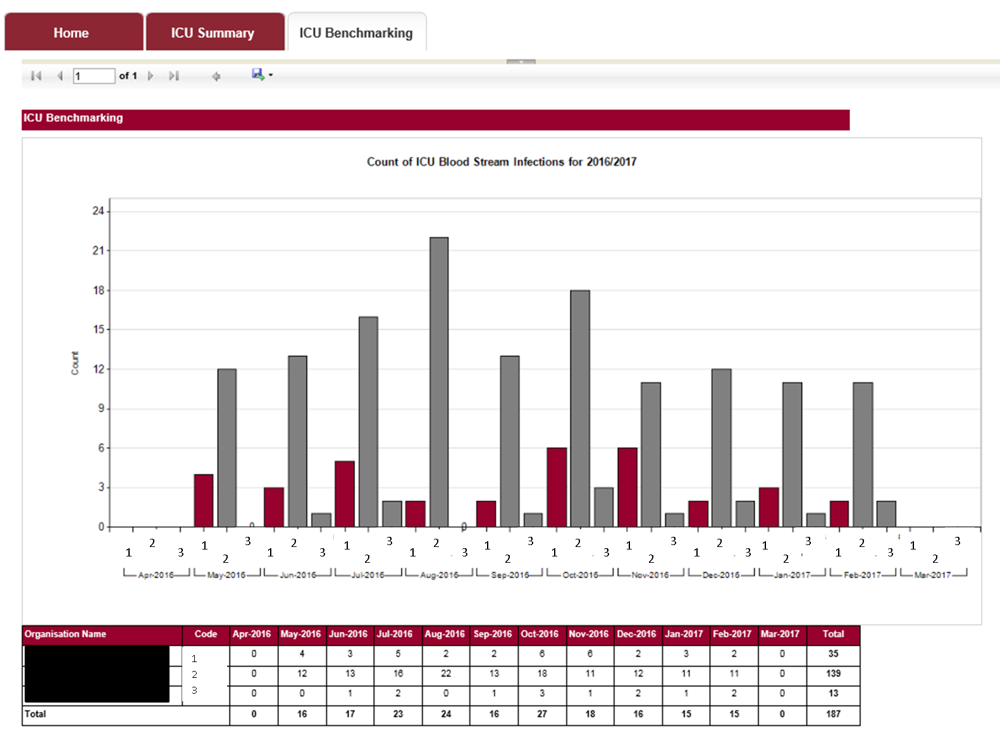 Home ICU Summary ICU Benchmarking
1 of 1
ICU Benchmarking
Count of ICU Blood Stream Infections for 2016/2017
24
21
18
15
Count
12
9
6
3
0 0 0
1 2 3 1 2 3 1 2 3 1 2 3 1 2 3 1 2 3 1 2 3 1 2 3 1 2 3 1 2 3 1 2 3 1 2 3
Apr-2016 May-2016 Jun-2016 Jul-2016 Aug-2016 Sep-2016 Oct-2016 Nov-2016 Dec-2016 Jan-2017 Feb-2017 Mar-2017
Organisation Name Code Apr-2016 May-2016 Jun-2016 Jul-2016 Aug-2016 Sep-2016 Oct-2016 Nov-2016 Dec-2016 Jan-2017 Feb-2017 Mar-2017 Total
1 0 4 3 5 2 2 6 6 2 3 2 0 35
2 0 12 13 16 22 13 18 11 12 11 11 0 139
3 0 0 1 2 0 1 3 1 2 1 2 0 13
Total 0 16 17 23 24 16 27 18 16 15 15 0 187